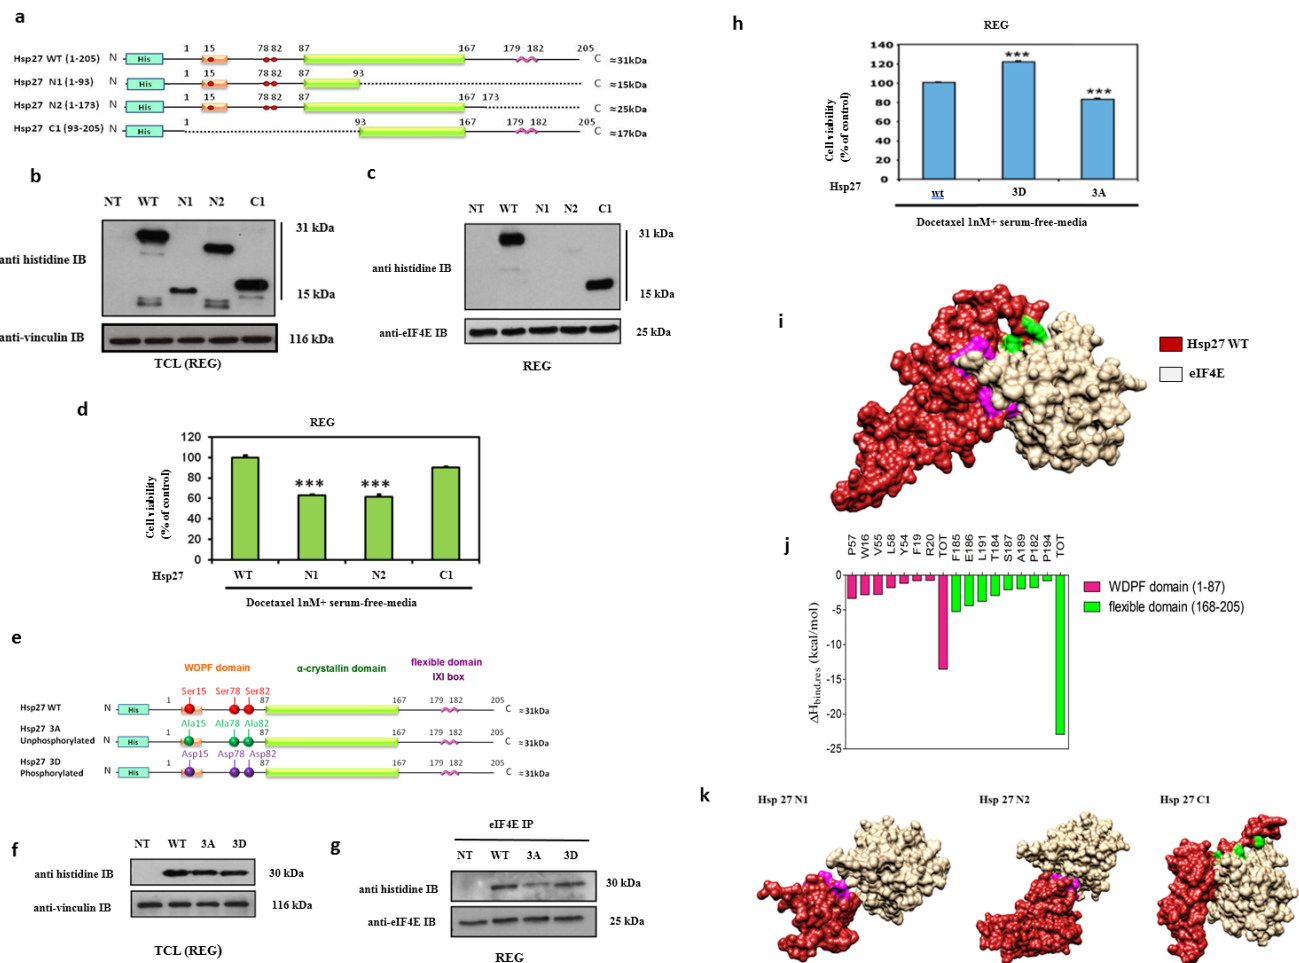 a
1 15 78 82 87 167 179 182 205
Hsp27 WT (1-205) N His C ≈31kDa
1 15 78 82 87 93
Hsp27 N1 (1-93) N His C ≈15kDa
1 15 78 82 87 167 173
Hsp27 N2 (1-173) N His C ≈25kDa
1 93 167 179 182 205
Hsp27 C1 (93-205) N His C ≈17kDa
b
NT WT N1 N2 C1
31 kDa
anti histidine IB
15 kDa
anti-vinculin IB 116 kDa
TCL (REG)
c
NT WT N1 N2 C1
31 kDa
anti histidine IB
15 kDa
anti-eIF4E IB 25 kDa
REG
d
REG
Cell viability
(% of control)
120
100
80
60
40
20
0
*** ***
Hsp27 WT N1 N2 C1
Docetaxel 1nM+ serum-free-media
e
WDPF domain α-crystallin domain flexible domain
IXI box
Ser15 Ser78 Ser82
1 87 167 179 182 205
Hsp27 WT N His C ≈31kDa
Ala15 Ala78 Ala82
1 87 167 179 182 205
Hsp27 3A
Unphosphorylated N His C ≈31kDa
Asp15 Asp78 Asp82
1 87 167 179 182 205
Hsp27 3D
Phosphorylated N His C ≈31kDa
f
NT WT 3A 3D
anti histidine IB 30 kDa
anti-vinculin IB 116 kDa
TCL (REG)
g
eIF4E IP
NT WT 3A 3D
anti histidine IB 30 kDa
anti-eIF4E IB 25 kDa
REG
h
REG
Cell viability
(% of control)
140
120
100
80
60
40
20
0
*** ***
Hsp27 wt 3D 3A
Docetaxel 1nM+ serum-free-media
i
Hsp27 WT
eIF4E
j
P57 W16 V55 L58 Y54 F19 R20 TOT F185 E186 L191 T184 S187 A189 P182 P194 TOT
ΔHbind,res (kcal/mol)
0
-5
-10
-15
-20
-25
WDPF domain (1-87)
flexible domain (168-205)
k
Hsp 27 N1 Hsp 27 N2 Hsp 27 C1